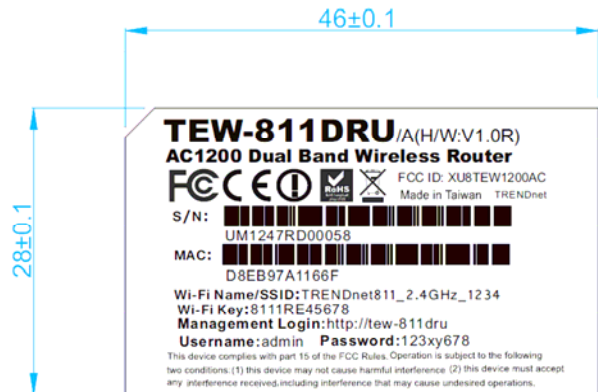 46±0.1
28±0.1
TEW-811DRU/A(H/W:V1.0R)
AC1200 Dual Band Wireless Router
FC CE RoHS FCC ID: XU8TEW1200AC
Made in Taiwan TRENDnet
S/N:
UM1247RD00058
MAC:
D8EB97A1166F
Wi-Fi Name/SSID:TRENDnet811_2.4GHz_1234
Wi-Fi Key:8111RE45678
Management Login:http://tew-811dru
Username:admin Password:123xy678
This device complies with part 15 of the FCC Rules. Operation is subject to the following
two conditions: (1) this device may not cause harmful interference (2) this device must accept
any interference received, including interference that may cause undesired operations.